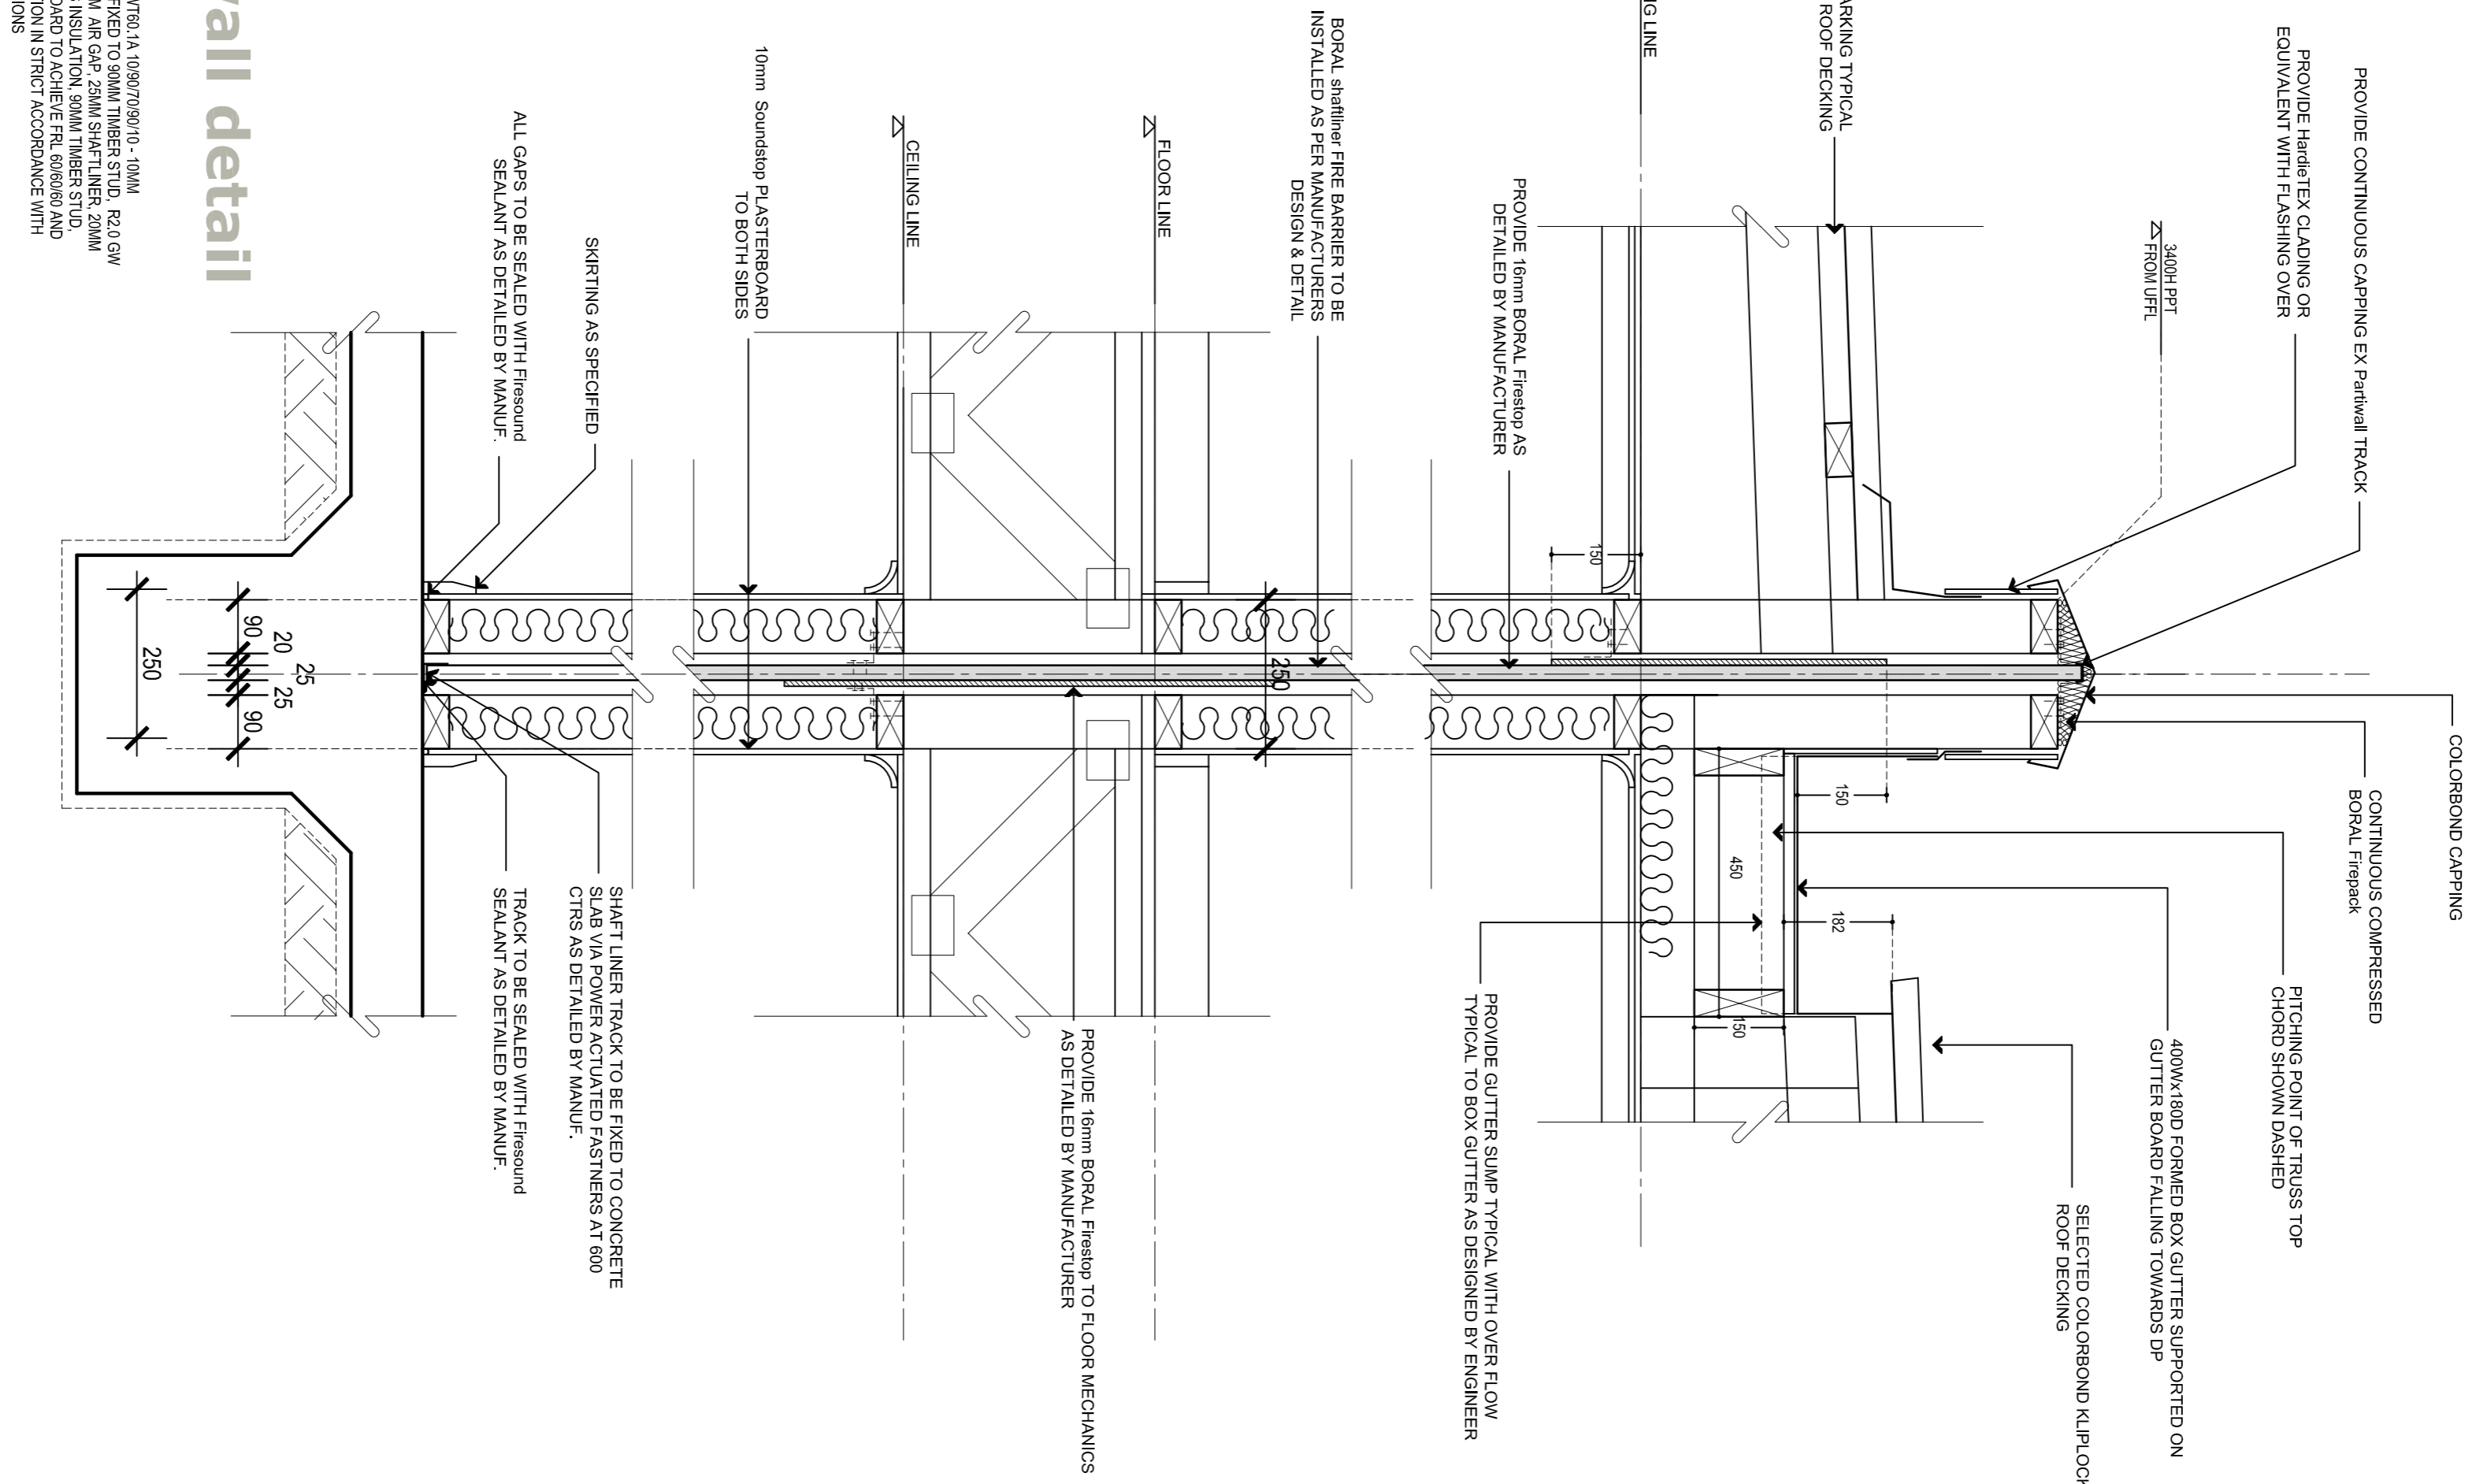 COLORBOND CAPPING
CONTINUOUS COMPRESSED
BORAL Firepack
PITCHING POINT OF TRUSS TOP
CHORD SHOWN DASHED
400Wx180D FORMED BOX GUTTER SUPPORTED ON
GUTTER BOARD FALLING TOWARDS DP
SELECTED COLORBOND KLIPLOCK
ROOF DECKING
PROVIDE CONTINUOUS CAPPING EX Partiwall TRACK
PROVIDE HardieTEX CLADING OR
EQUIVALENT WITH FLASHING OVER
3400H PPT
FROM UFFL
ARKING TYPICAL
ROOF DECKING
NG LINE
150
182
450
150
150
PROVIDE GUTTER SUMP TYPICAL WITH OVER FLOW
TYPICAL TO BOX GUTTER AS DESIGNED BY ENGINEER
PROVIDE 16mm BORAL Firestop AS
DETAILED BY MANUFACTURER
BORAL shaftliner FIRE BARRIER TO BE
INSTALLED AS PER MANUFACTURERS
DESIGN & DETAIL
250
FLOOR LINE
PROVIDE 16mm BORAL Firestop TO FLOOR MECHANICS
AS DETAILED BY MANUFACTURER
CEILING LINE
10mm Soundstop PLASTERBOARD
TO BOTH SIDES
SKIRTING AS SPECIFIED
ALL GAPS TO BE SEALED WITH Firesound
SEALANT AS DETAILED BY MANUF.
SHAFT LINER TRACK TO BE FIXED TO CONCRETE
SLAB VIA POWER ACTUATED FASTNERS AT 600
CTRS AS DETAILED BY MANUF.
TRACK TO BE SEALED WITH Firesound
SEALANT AS DETAILED BY MANUF.
90
20
25
25
90
250
wall detail
WT60.1A 10/90/70/90/10 - 10MM
FIXED TO 90MM TIMBER STUD, R2.0 GW
M AIR GAP, 25MM SHAFTLINER, 20MM
INSULATION, 90MM TIMBER STUD,
OARD TO ACHIEVE FRL 60/60/60 AND
TION IN STRICT ACCORDANCE WITH
IONS